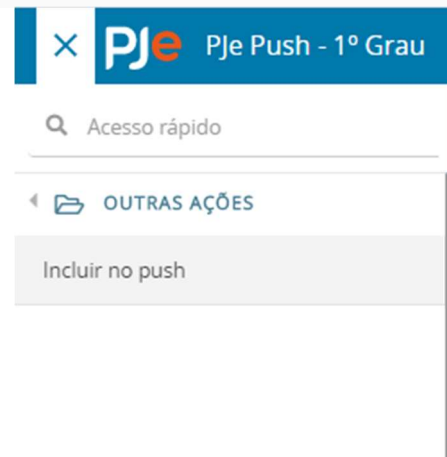 PJe PJe Push - 1º Grau
Acesso rápido
OUTRAS AÇÕES
Incluir no push